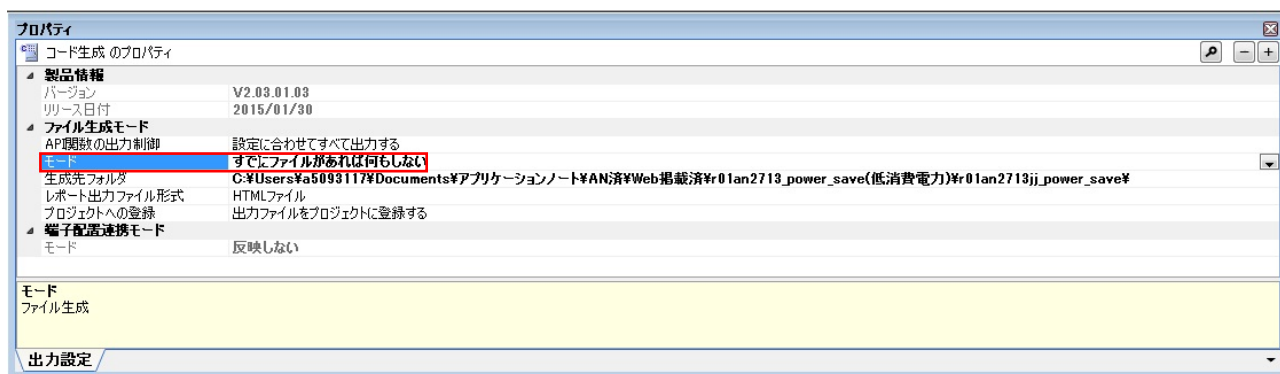 プロパティ
コード生成 のプロパティ
製品情報
バージョン V2.03.01.03
リリース日付 2015/01/30
ファイル生成モード
API関数の出力制御 設定に合わせてすべて出力する
モード すでにファイルがあれば何もしない
生成先フォルダ C:¥Users¥a5093117¥Documents¥アプリケーションノート¥AN済¥Web掲載済¥r01an2713_power_save(低消費電力)¥r01an2713jj_power_save¥
レポート出力ファイル形式 HTMLファイル
プロジェクトへの登録 出力ファイルをプロジェクトに登録する
端子配置連携モード
モード 反映しない
モード
ファイル生成
出力設定